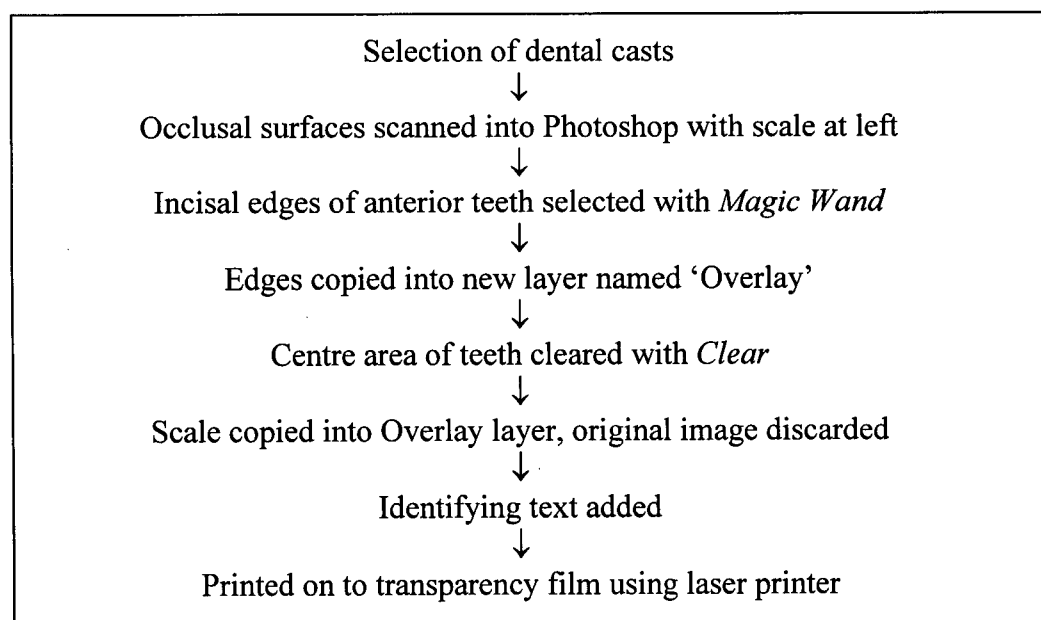 Selection of dental casts
↓
Occlusal surfaces scanned into Photoshop with scale at left
↓
Incisal edges of anterior teeth selected with Magic Wand
↓
Edges copied into new layer named ‘Overlay’
↓
Centre area of teeth cleared with Clear
↓
Scale copied into Overlay layer, original image discarded
↓
Identifying text added
↓
Printed on to transparency film using laser printer